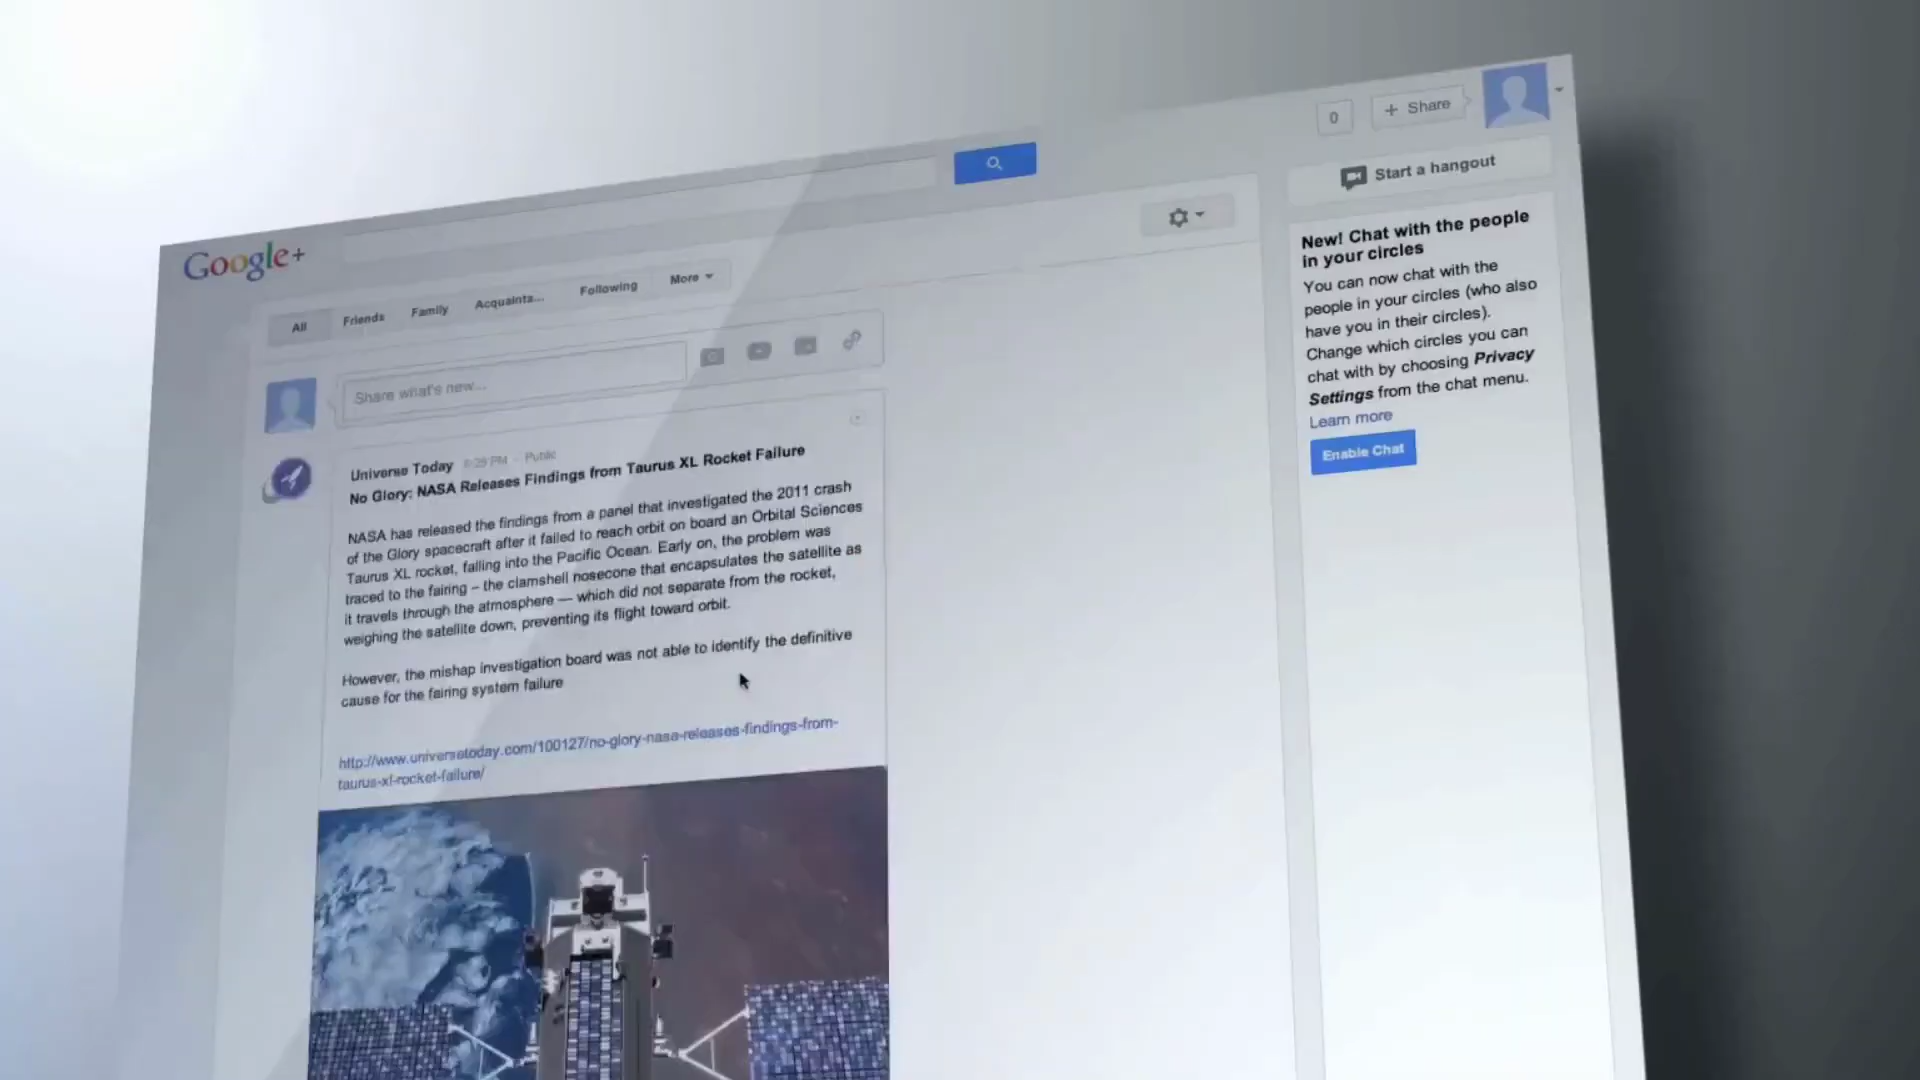 0
+ Share
Start a hangout
Google+
All
Friends
Family
Acquainta...
Following
More
Share what's new...
Universe Today 8:29 PM - Public
No Glory: NASA Releases Findings from Taurus XL Rocket Failure
NASA has released the findings from a panel that investigated the 2011 crash
of the Glory spacecraft after it failed to reach orbit on board an Orbital Sciences
Taurus XL rocket, falling into the Pacific Ocean. Early on, the problem was
traced to the fairing – the clamshell nosecone that encapsulates the satellite as
it travels through the atmosphere — which did not separate from the rocket,
weighing the satellite down, preventing its flight toward orbit.
However, the mishap investigation board was not able to identify the definitive
cause for the fairing system failure
http://www.universetoday.com/100127/no-glory-nasa-releases-findings-from-
taurus-xl-rocket-failure/
New! Chat with the people
in your circles
You can now chat with the
people in your circles (who also
have you in their circles).
Change which circles you can
chat with by choosing Privacy
Settings from the chat menu.
Learn more
Enable Chat